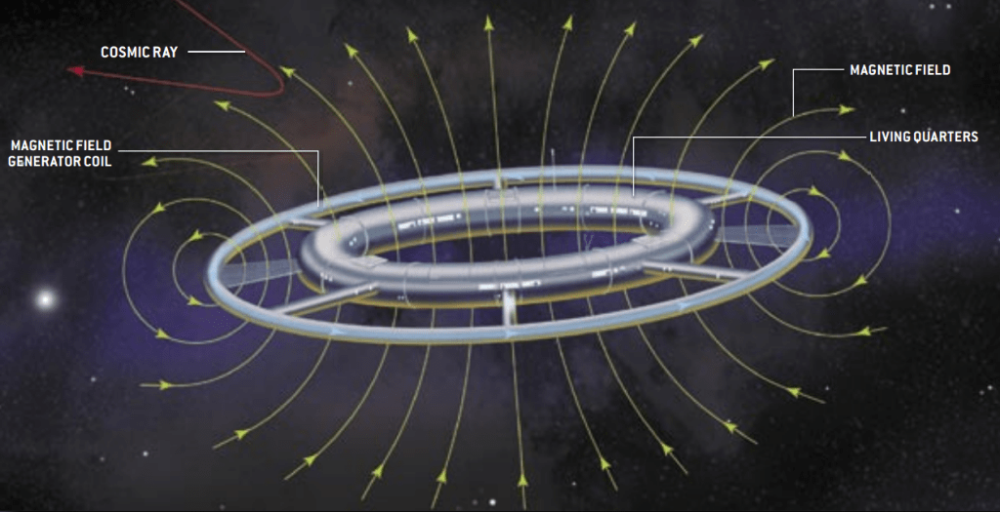 COSMIC RAY
MAGNETIC FIELD
MAGNETIC FIELD
GENERATOR COIL
LIVING QUARTERS